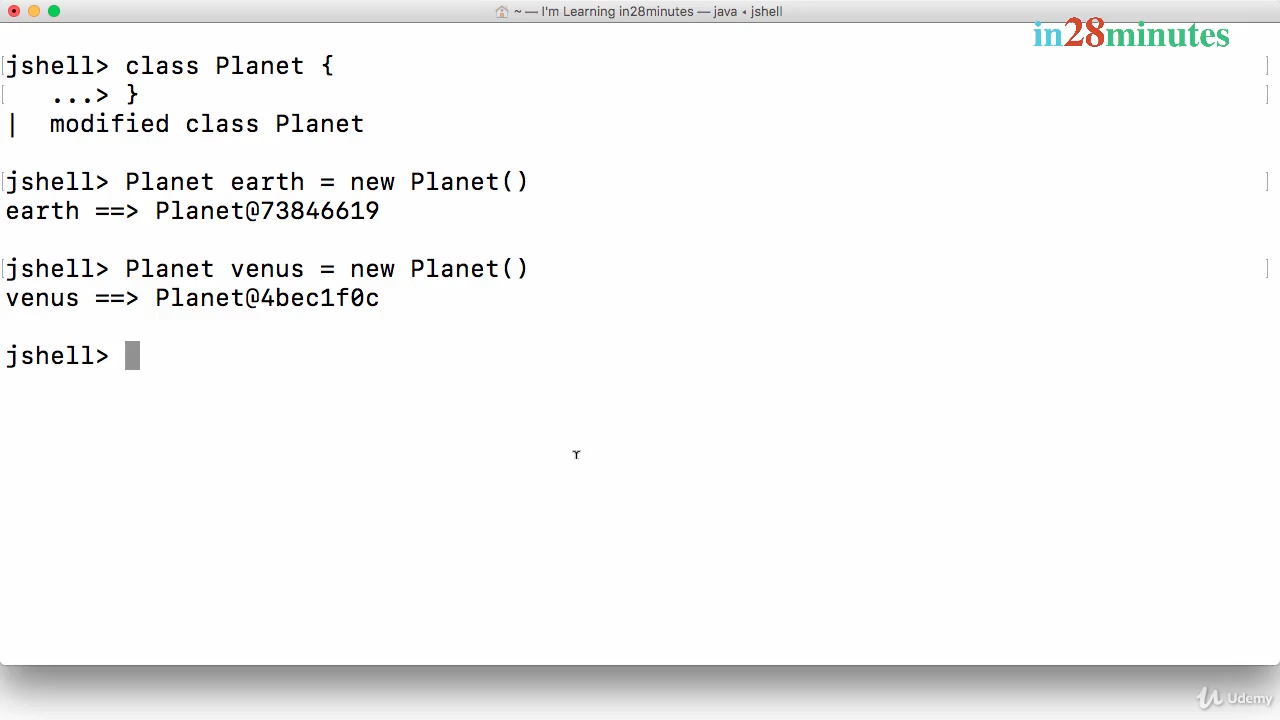 ~ — I'm Learning in28minutes — java ◂ jshell
in28minutes
jshell> class Planet {
   ...> }
|  modified class Planet
jshell> Planet earth = new Planet()
earth ==> Planet@73846619
jshell> Planet venus = new Planet()
venus ==> Planet@4bec1f0c
jshell>
Udemy